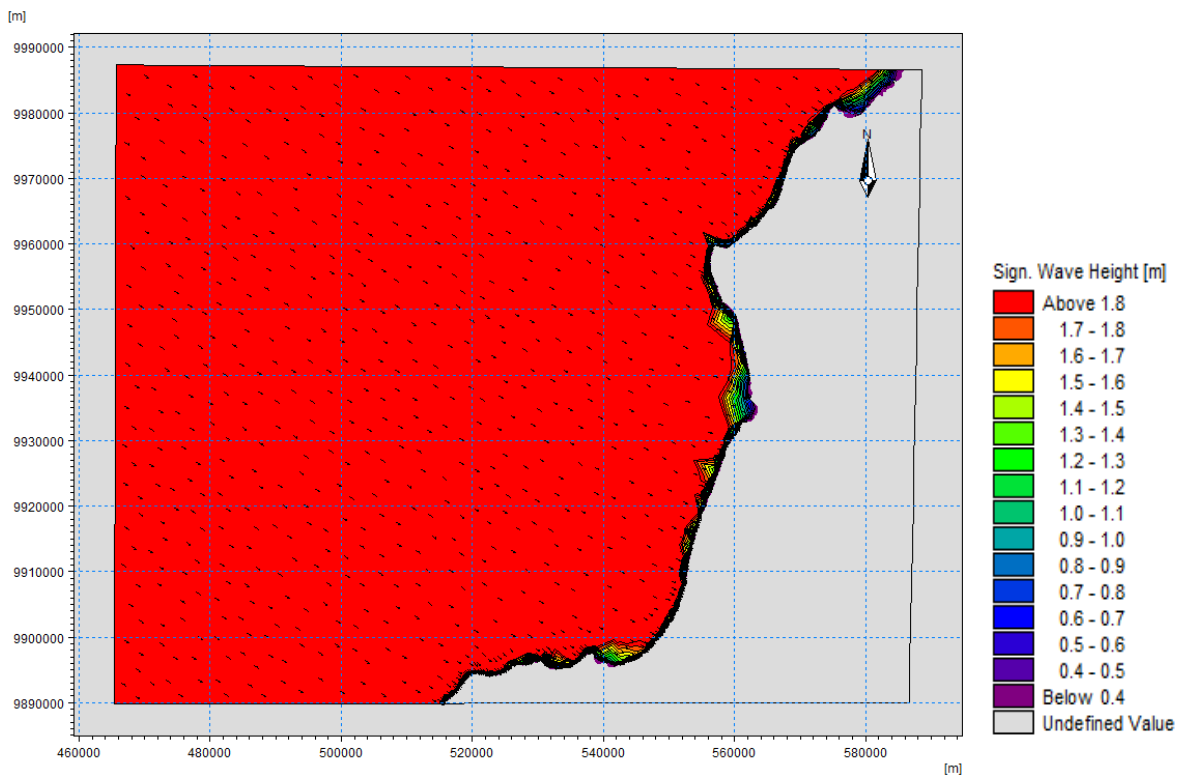 [m]
9990000
9980000
9970000
9960000
9950000
9940000
9930000
9920000
9910000
9900000
9890000
460000 480000 500000 520000 540000 560000 580000
[m]
N
Sign. Wave Height [m]
Above 1.8
1.7 - 1.8
1.6 - 1.7
1.5 - 1.6
1.4 - 1.5
1.3 - 1.4
1.2 - 1.3
1.1 - 1.2
1.0 - 1.1
0.9 - 1.0
0.8 - 0.9
0.7 - 0.8
0.6 - 0.7
0.5 - 0.6
0.4 - 0.5
Below 0.4
Undefined Value